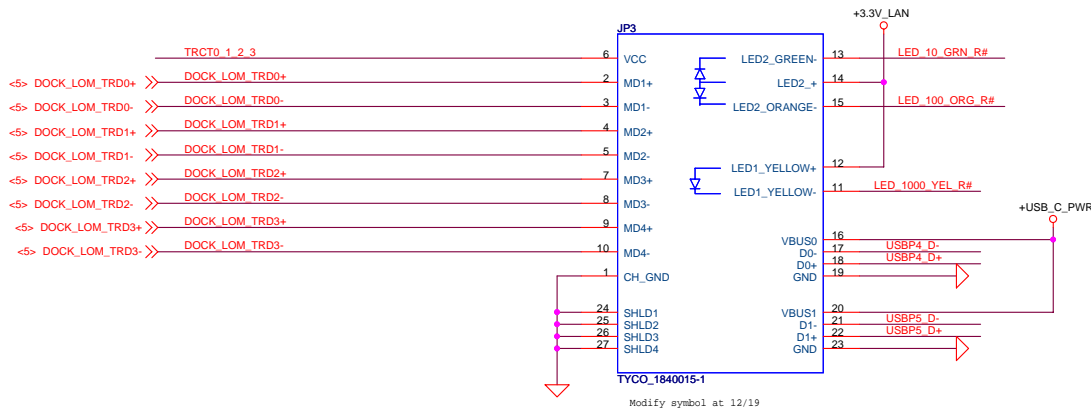 +3.3V_LAN
JP3
TRCT0_1_2_3 6 VCC LED2_GREEN- 13 LED_10_GRN_R#
<5> DOCK_LOM_TRD0+ DOCK_LOM_TRD0+ 2 MD1+ LED2_+ 14
<5> DOCK_LOM_TRD0- DOCK_LOM_TRD0- 3 MD1- LED2_ORANGE- 15 LED_100_ORG_R#
<5> DOCK_LOM_TRD1+ DOCK_LOM_TRD1+ 4 MD2+
<5> DOCK_LOM_TRD1- DOCK_LOM_TRD1- 5 MD2-
<5> DOCK_LOM_TRD2+ DOCK_LOM_TRD2+ 7 MD3+ LED1_YELLOW+ 12
<5> DOCK_LOM_TRD2- DOCK_LOM_TRD2- 8 MD3- LED1_YELLOW- 11 LED_1000_YEL_R#
+USB_C_PWR
<5> DOCK_LOM_TRD3+ DOCK_LOM_TRD3+ 9 MD4+
VBUS0 16
<5> DOCK_LOM_TRD3- DOCK_LOM_TRD3- 10 MD4- D0- 17 USBP4_D-
D0+ 18 USBP4_D+
1 CH_GND GND 19
24 SHLD1 VBUS1 20
25 SHLD2 D1- 21 USBP5_D-
26 SHLD3 D1+ 22 USBP5_D+
27 SHLD4 GND 23
TYCO_1840015-1
Modify symbol at 12/19